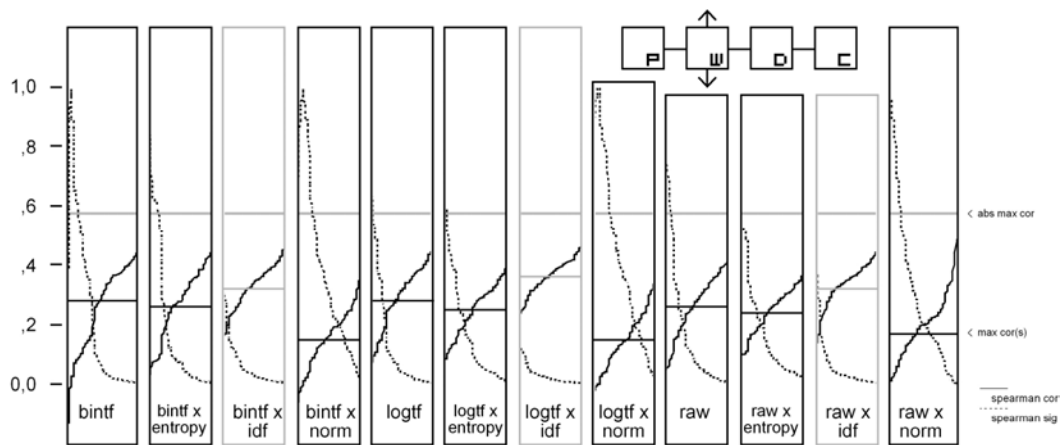 P W D C
1,0
,8
,6
,4
,2
0,0
< abs max cor
< max cor(s)
bintf
bintf x
entropy
bintf x
idf
bintf x
norm
logtf
logtf x
entropy
logtf x
idf
logtf x
norm
raw
raw x
entropy
raw x
idf
raw x
norm
spearman cor
spearman sig